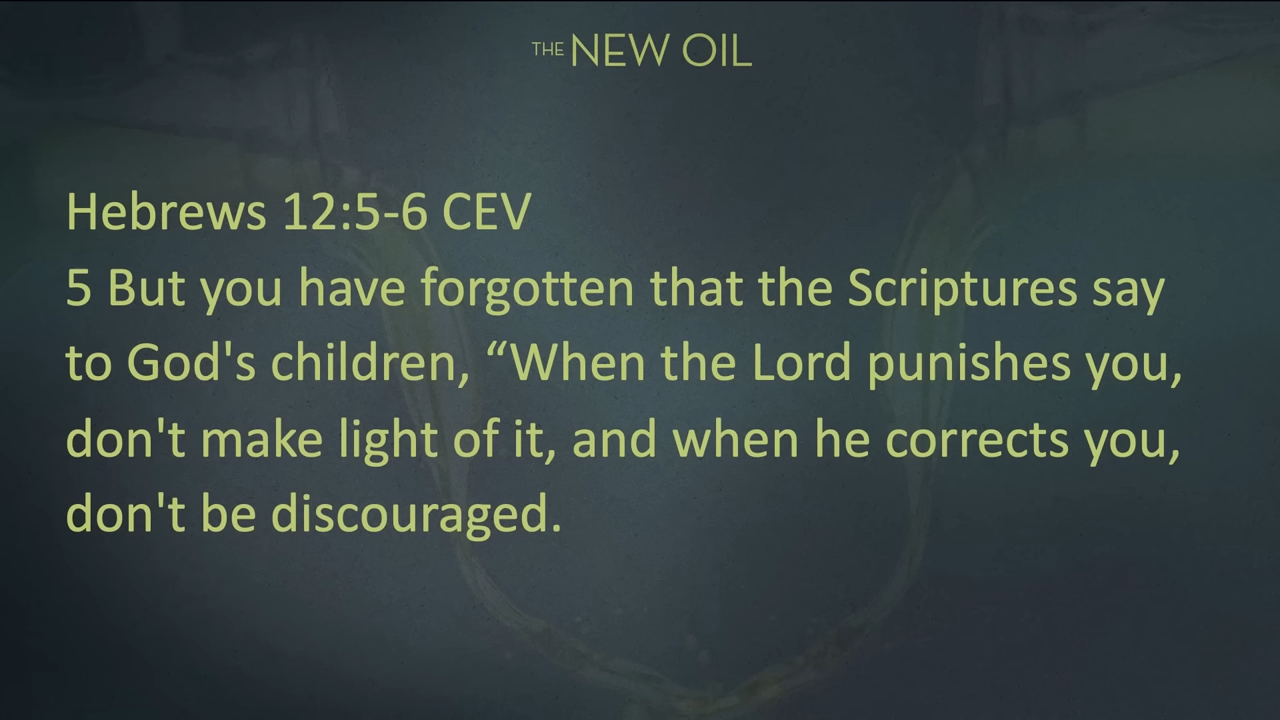 THE NEW OIL
Hebrews 12:5-6 CEV
5 But you have forgotten that the Scriptures say
to God's children, “When the Lord punishes you,
don't make light of it, and when he corrects you,
don't be discouraged.